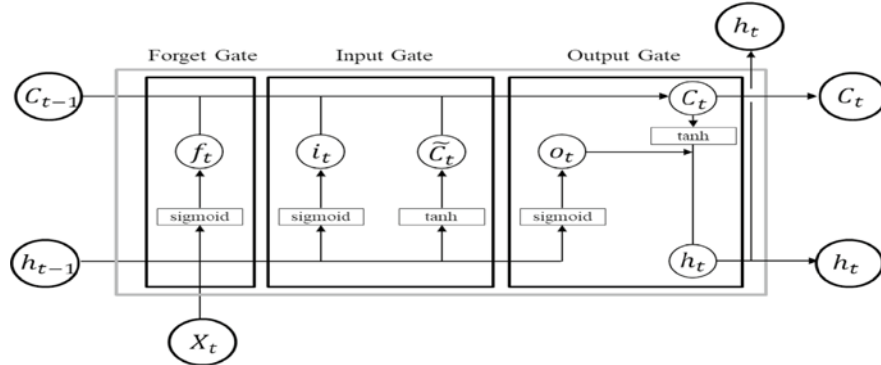 h_t
Forget Gate Input Gate Output Gate
C_{t-1} C_t C_t
tanh
f_t i_t C̃_t o_t
sigmoid sigmoid tanh sigmoid
h_{t-1} h_t h_t
X_t